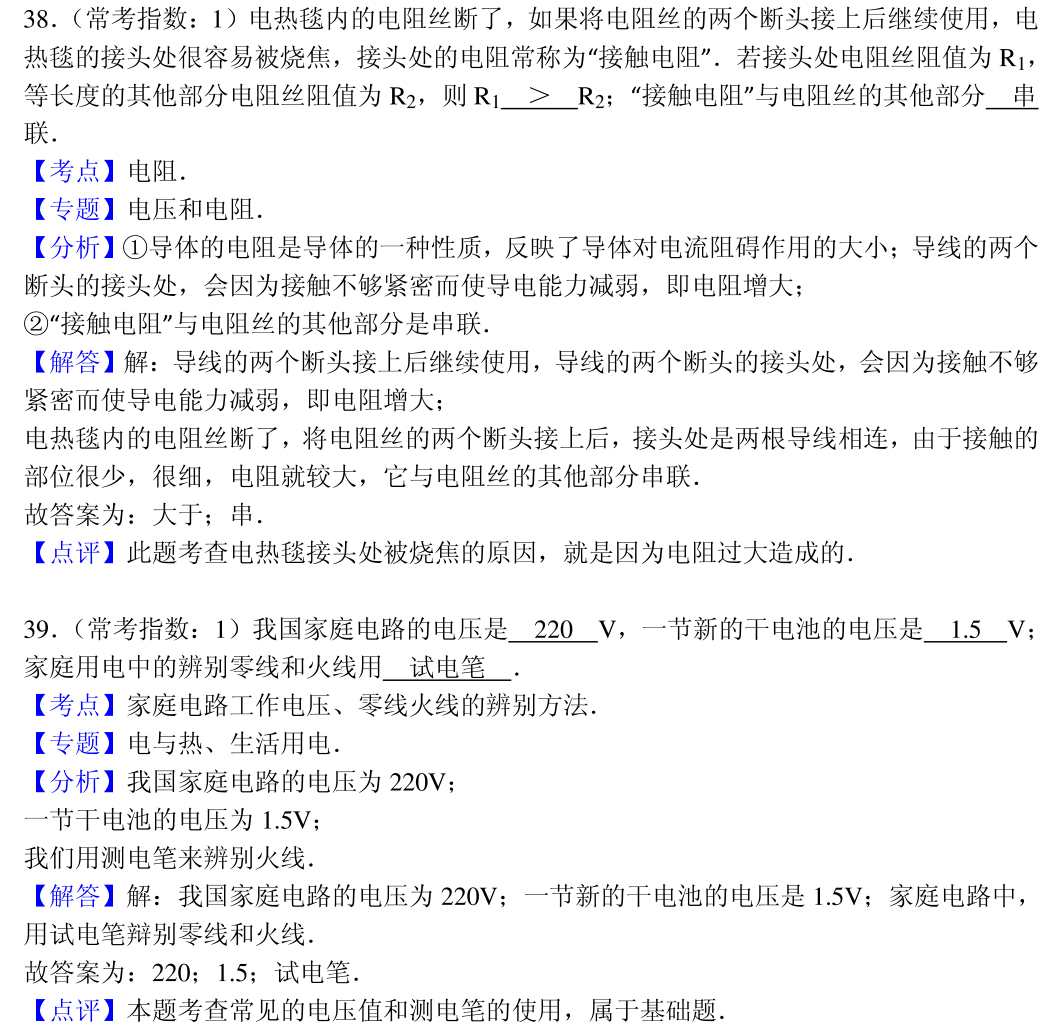 38．（常考指数：1）电热毯内的电阻丝断了，如果将电阻丝的两个断头接上后继续使用，电
热毯的接头处很容易被烧焦，接头处的电阻常称为“接触电阻”．若接头处电阻丝阻值为 R₁，
等长度的其他部分电阻丝阻值为 R₂，则 R₁ ＞ R₂；“接触电阻”与电阻丝的其他部分 串
联．
【考点】电阻．
【专题】电压和电阻．
【分析】①导体的电阻是导体的一种性质，反映了导体对电流阻碍作用的大小；导线的两个
断头的接头处，会因为接触不够紧密而使导电能力减弱，即电阻增大；
②“接触电阻”与电阻丝的其他部分是串联．
【解答】解：导线的两个断头接上后继续使用，导线的两个断头的接头处，会因为接触不够
紧密而使导电能力减弱，即电阻增大；
电热毯内的电阻丝断了，将电阻丝的两个断头接上后，接头处是两根导线相连，由于接触的
部位很少，很细，电阻就较大，它与电阻丝的其他部分串联．
故答案为：大于；串．
【点评】此题考查电热毯接头处被烧焦的原因，就是因为电阻过大造成的．
39．（常考指数：1）我国家庭电路的电压是 220 V，一节新的干电池的电压是 1.5 V；
家庭用电中的辨别零线和火线用 试电笔 ．
【考点】家庭电路工作电压、零线火线的辨别方法．
【专题】电与热、生活用电．
【分析】我国家庭电路的电压为 220V；
一节干电池的电压为 1.5V；
我们用测电笔来辨别火线．
【解答】解：我国家庭电路的电压为 220V；一节新的干电池的电压是 1.5V；家庭电路中，
用试电笔辩别零线和火线．
故答案为：220；1.5；试电笔．
【点评】本题考查常见的电压值和测电笔的使用，属于基础题．